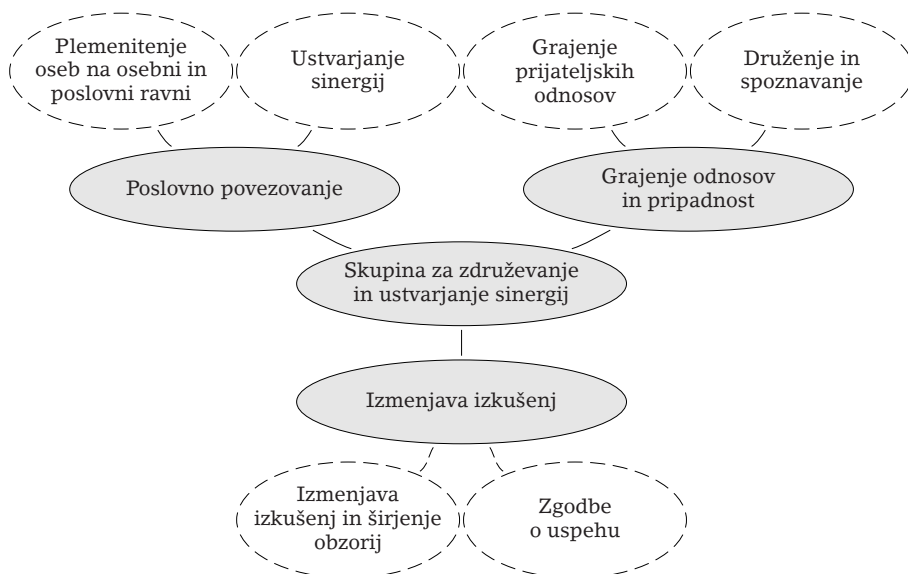 Plemenitenje
oseb na osebni in
poslovni ravni
Ustvarjanje
sinergij
Grajenje
prijateljskih
odnosov
Druženje in
spoznavanje
Poslovno povezovanje
Grajenje odnosov
in pripadnost
Skupina za združevanje
in ustvarjanje sinergij
Izmenjava izkušenj
Izmenjava
izkušenj in širjenje
obzorij
Zgodbe
o uspehu